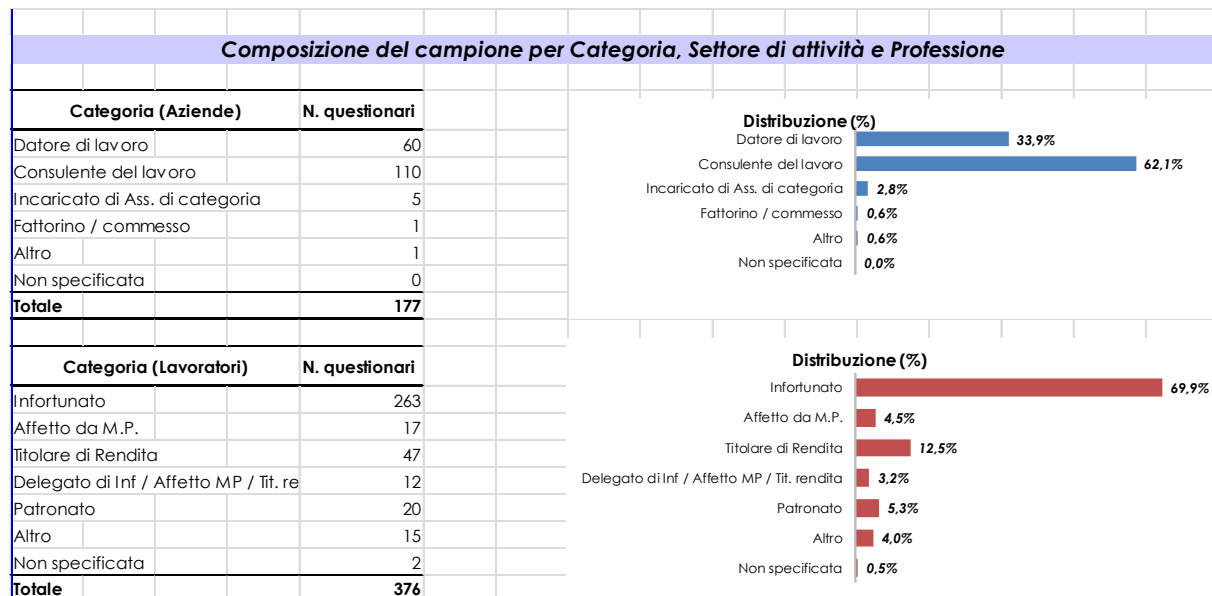 Composizione del campione per Categoria, Settore di attività e Professione
Categoria (Aziende) N. questionari
Datore di lavoro 60
Consulente del lavoro 110
Incaricato di Ass. di categoria 5
Fattorino / commesso 1
Altro 1
Non specificata 0
Totale 177
Distribuzione (%)
Datore di lavoro 33,9%
Consulente del lavoro 62,1%
Incaricato di Ass. di categoria 2,8%
Fattorino / commesso 0,6%
Altro 0,6%
Non specificata 0,0%
Categoria (Lavoratori) N. questionari
Infortunato 263
Affetto da M.P. 17
Titolare di Rendita 47
Delegato di Inf / Affetto MP / Tit. re 12
Patronato 20
Altro 15
Non specificata 2
Totale 376
Distribuzione (%)
Infortunato 69,9%
Affetto da M.P. 4,5%
Titolare di Rendita 12,5%
Delegato di Inf / Affetto MP / Tit. rendita 3,2%
Patronato 5,3%
Altro 4,0%
Non specificata 0,5%